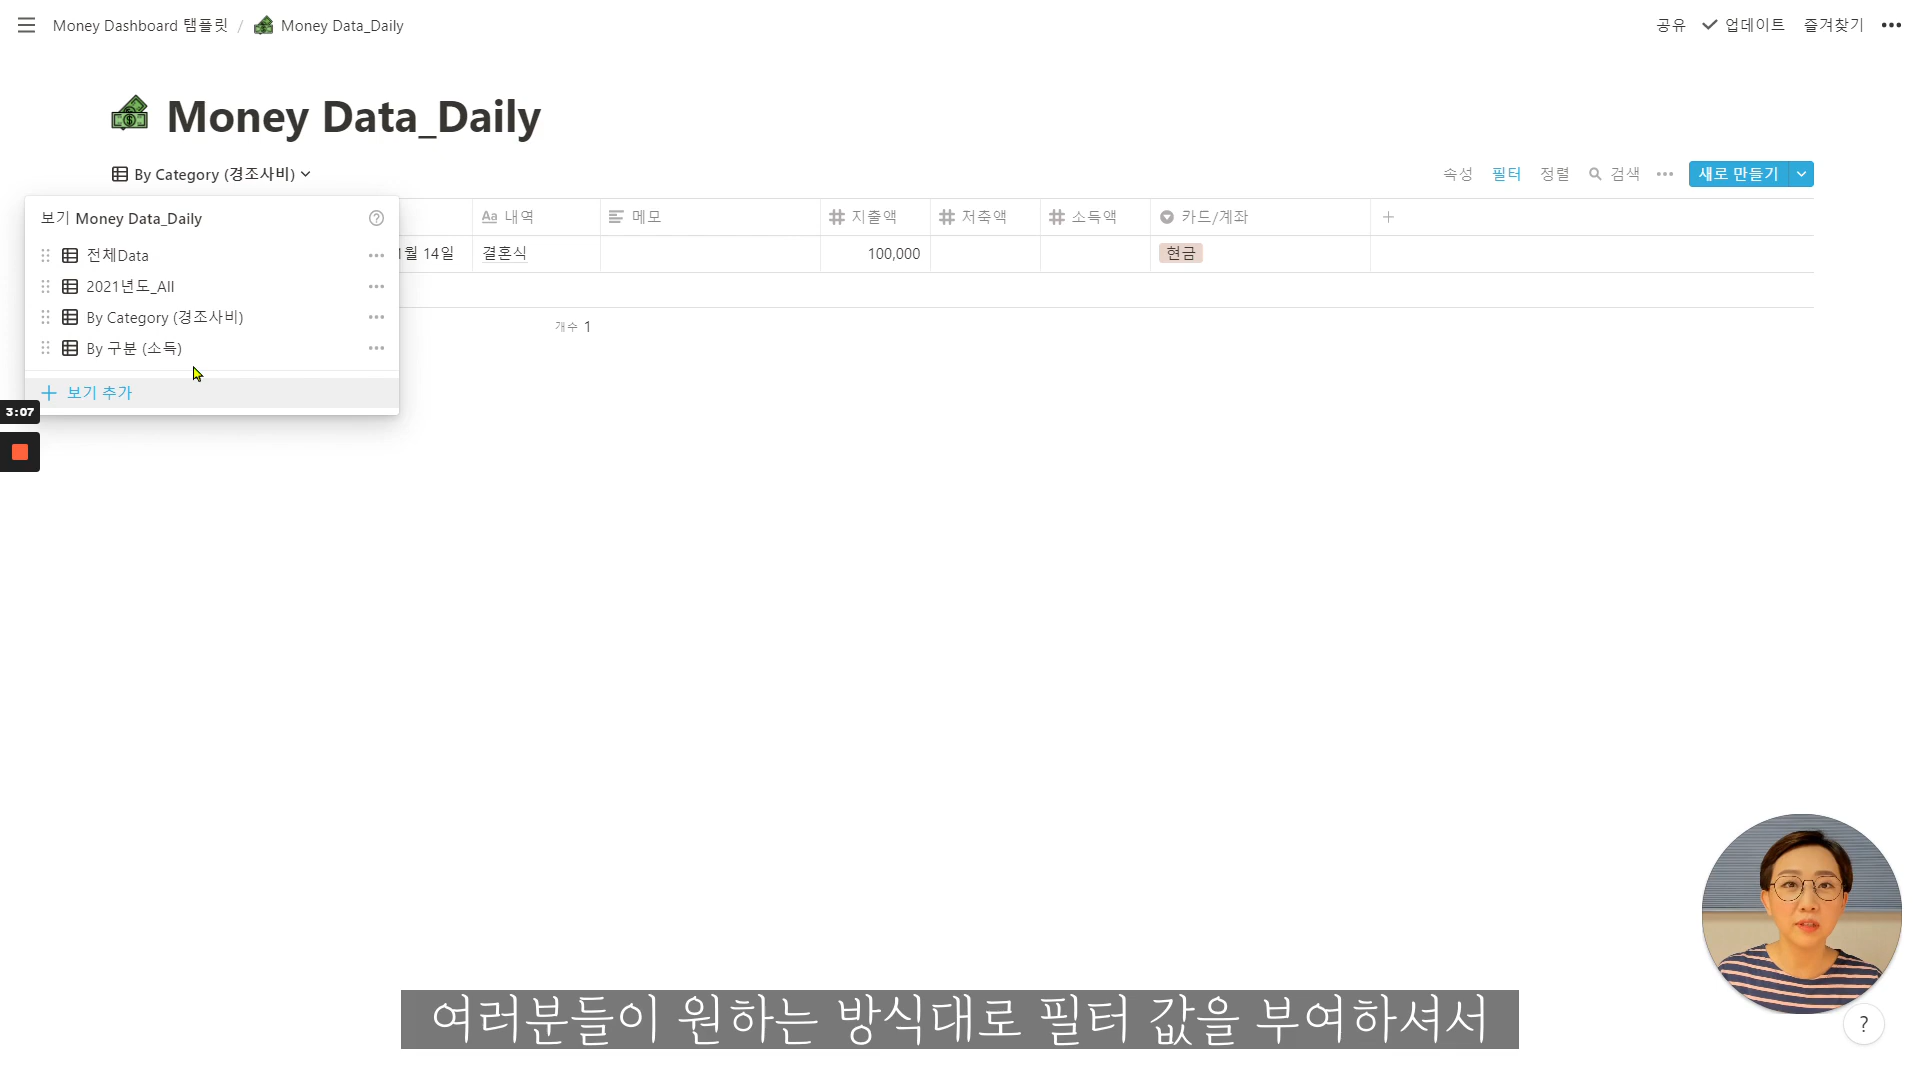 Money Dashboard 탬플릿 / Money Data_Daily
공유 업데이트 즐겨찾기
Money Data_Daily
By Category (경조사비)
속성 필터 정렬 검색 새로 만들기
보기 Money Data_Daily
전체Data
2021년도_All
By Category (경조사비)
By 구분 (소득)
보기 추가
Aa 내역 메모 지출액 저축액 소득액 카드/계좌
월 14일 결혼식 100,000 현금
개수 1
3:07
여러분들이 원하는 방식대로 필터 값을 부여하셔서
?